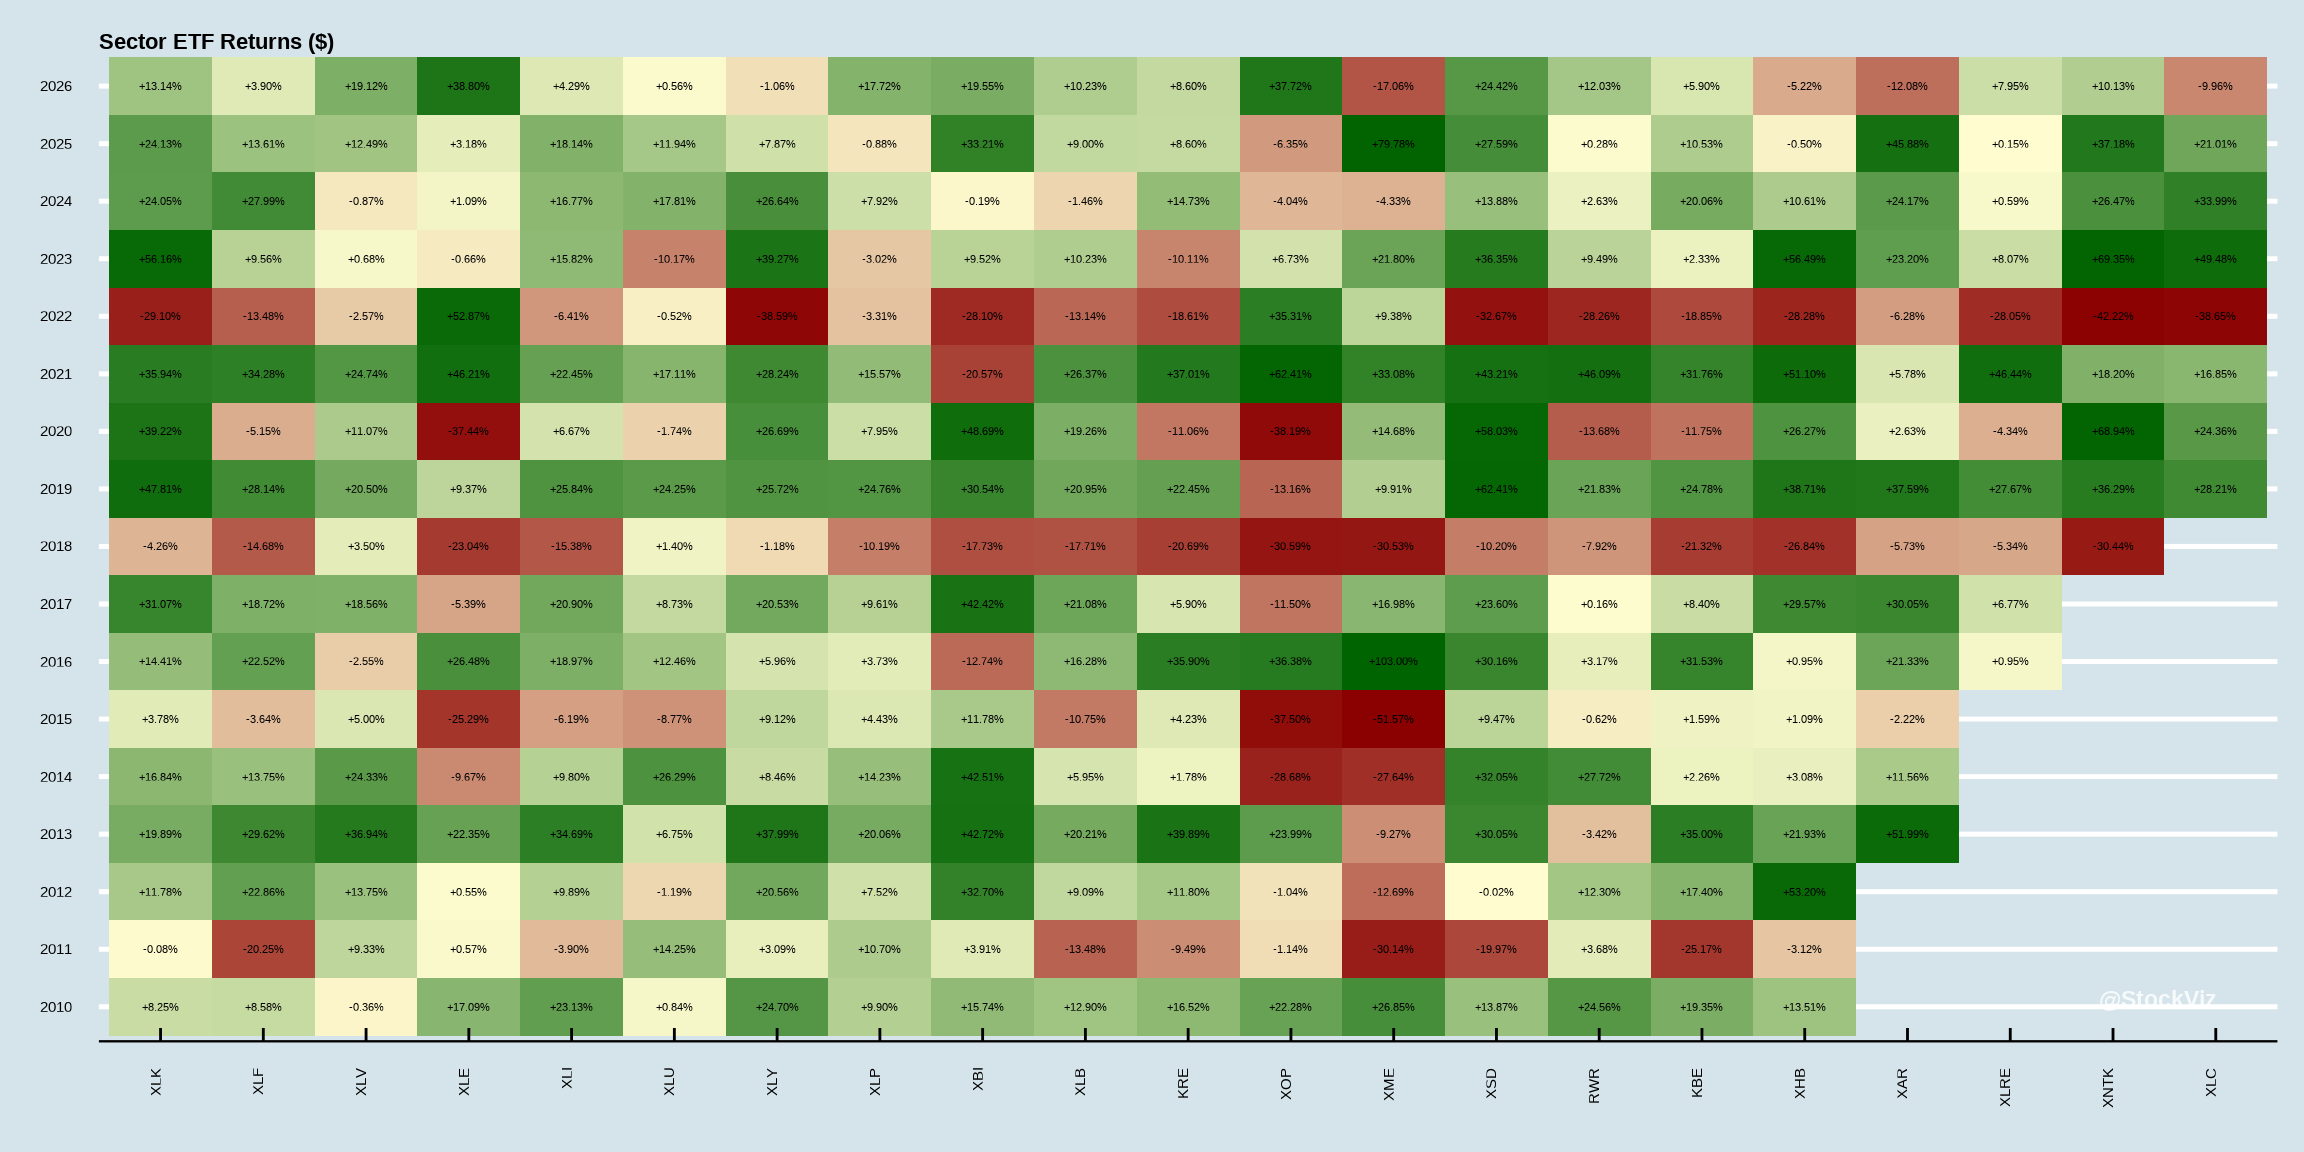 Sector ETF Returns ($)
2026 +13.14% +3.90% +19.12% +38.80% +4.29% +0.56% -1.06% +17.72% +19.55% +10.23% +8.60% +37.72% -17.06% +24.42% +12.03% +5.90% -5.22% -12.08% +7.95% +10.13% -9.96%
2025 +24.13% +13.61% +12.49% +3.18% +18.14% +11.94% +7.87% -0.88% +33.21% +9.00% +8.60% -6.35% +79.78% +27.59% +0.28% +10.53% -0.50% +45.88% +0.15% +37.18% +21.01%
2024 +24.05% +27.99% -0.87% +1.09% +16.77% +17.81% +26.64% +7.92% -0.19% -1.46% +14.73% -4.04% -4.33% +13.88% +2.63% +20.06% +10.61% +24.17% +0.59% +26.47% +33.99%
2023 +56.16% +9.56% +0.68% -0.66% +15.82% -10.17% +39.27% -3.02% +9.52% +10.23% -10.11% +6.73% +21.80% +36.35% +9.49% +2.33% +56.49% +23.20% +8.07% +69.35% +49.48%
2022 -29.10% -13.48% -2.57% +52.87% -6.41% -0.52% -38.59% -3.31% -28.10% -13.14% -18.61% +35.31% +9.38% -32.67% -28.26% -18.85% -28.28% -6.28% -28.05% -42.22% -38.65%
2021 +35.94% +34.28% +24.74% +46.21% +22.45% +17.11% +28.24% +15.57% -20.57% +26.37% +37.01% +62.41% +33.08% +43.21% +46.09% +31.76% +51.10% +5.78% +46.44% +18.20% +16.85%
2020 +39.22% -5.15% +11.07% -37.44% +6.67% -1.74% +26.69% +7.95% +48.69% +19.26% -11.06% -38.19% +14.68% +58.03% -13.68% -11.75% +26.27% +2.63% -4.34% +68.94% +24.36%
2019 +47.81% +28.14% +20.50% +9.37% +25.84% +24.25% +25.72% +24.76% +30.54% +20.95% +22.45% -13.16% +9.91% +62.41% +21.83% +24.78% +38.71% +37.59% +27.67% +36.29% +28.21%
2018 -4.26% -14.68% +3.50% -23.04% -15.38% +1.40% -1.18% -10.19% -17.73% -17.71% -20.69% -30.59% -30.53% -10.20% -7.92% -21.32% -26.84% -5.73% -5.34% -30.44%
2017 +31.07% +18.72% +18.56% -5.39% +20.90% +8.73% +20.53% +9.61% +42.42% +21.08% +5.90% -11.50% +16.98% +23.60% +0.16% +8.40% +29.57% +30.05% +6.77%
2016 +14.41% +22.52% -2.55% +26.48% +18.97% +12.46% +5.96% +3.73% -12.74% +16.28% +35.90% +36.38% +103.00% +30.16% +3.17% +31.53% +0.95% +21.33% +0.95%
2015 +3.78% -3.64% +5.00% -25.29% -6.19% -8.77% +9.12% +4.43% +11.78% -10.75% +4.23% -37.50% -51.57% +9.47% -0.62% +1.59% +1.09% -2.22%
2014 +16.84% +13.75% +24.33% -9.67% +9.80% +26.29% +8.46% +14.23% +42.51% +5.95% +1.78% -28.68% -27.64% +32.05% +27.72% +2.26% +3.08% +11.56%
2013 +19.89% +29.62% +36.94% +22.35% +34.69% +6.75% +37.99% +20.06% +42.72% +20.21% +39.89% +23.99% -9.27% +30.05% -3.42% +35.00% +21.93% +51.99%
2012 +11.78% +22.86% +13.75% +0.55% +9.89% -1.19% +20.56% +7.52% +32.70% +9.09% +11.80% -1.04% -12.69% -0.02% +12.30% +17.40% +53.20%
2011 -0.08% -20.25% +9.33% +0.57% -3.90% +14.25% +3.09% +10.70% +3.91% -13.48% -9.49% -1.14% -30.14% -19.97% +3.68% -25.17% -3.12%
2010 +8.25% +8.58% -0.36% +17.09% +23.13% +0.84% +24.70% +9.90% +15.74% +12.90% +16.52% +22.28% +26.85% +13.87% +24.56% +19.35% +13.51%
@StockViz
XLK XLF XLV XLE XLI XLU XLY XLP XBI XLB KRE XOP XME XSD RWR KBE XHB XAR XLRE XNTK XLC